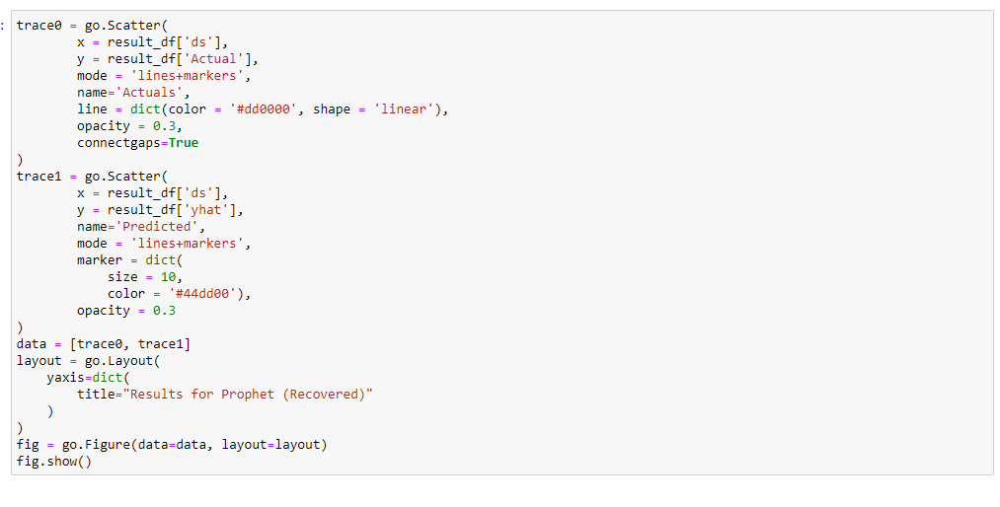 :
trace0 = go.Scatter(
        x = result_df['ds'],
        y = result_df['Actual'],
        mode = 'lines+markers',
        name='Actuals',
        line = dict(color = '#dd0000', shape = 'linear'),
        opacity = 0.3,
        connectgaps=True
)
trace1 = go.Scatter(
        x = result_df['ds'],
        y = result_df['yhat'],
        name='Predicted',
        mode = 'lines+markers',
        marker = dict(
            size = 10,
            color = '#44dd00'),
        opacity = 0.3
)
data = [trace0, trace1]
layout = go.Layout(
    yaxis=dict(
        title="Results for Prophet (Recovered)"
    )
)
fig = go.Figure(data=data, layout=layout)
fig.show()